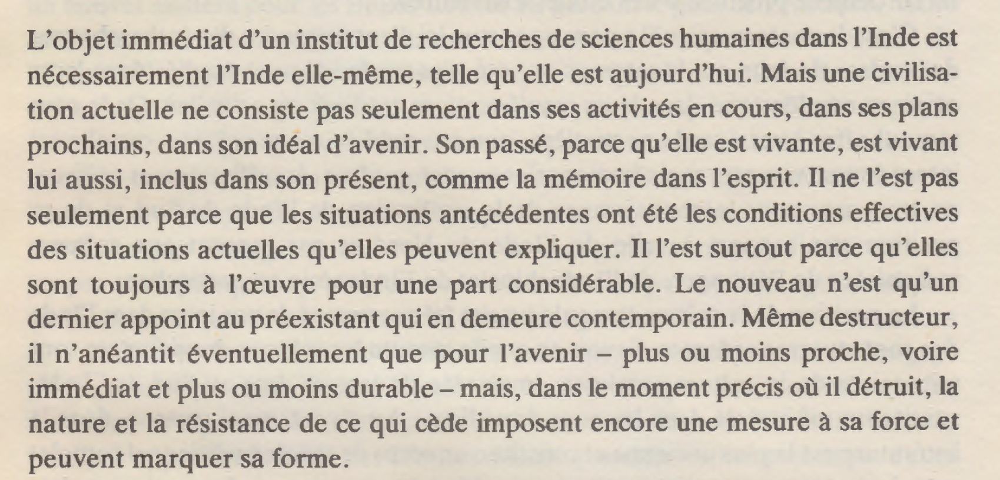 L'objet immédiat d'un institut de recherches de sciences humaines dans l'Inde est
nécessairement l'Inde elle-même, telle qu'elle est aujourd'hui. Mais une civilisa-
tion actuelle ne consiste pas seulement dans ses activités en cours, dans ses plans
prochains, dans son idéal d'avenir. Son passé, parce qu'elle est vivante, est vivant
lui aussi, inclus dans son présent, comme la mémoire dans l'esprit. Il ne l'est pas
seulement parce que les situations antécédentes ont été les conditions effectives
des situations actuelles qu'elles peuvent expliquer. Il l'est surtout parce qu'elles
sont toujours à l'œuvre pour une part considérable. Le nouveau n'est qu'un
dernier appoint au préexistant qui en demeure contemporain. Même destructeur,
il n'anéantit éventuellement que pour l'avenir – plus ou moins proche, voire
immédiat et plus ou moins durable – mais, dans le moment précis où il détruit, la
nature et la résistance de ce qui cède imposent encore une mesure à sa force et
peuvent marquer sa forme.